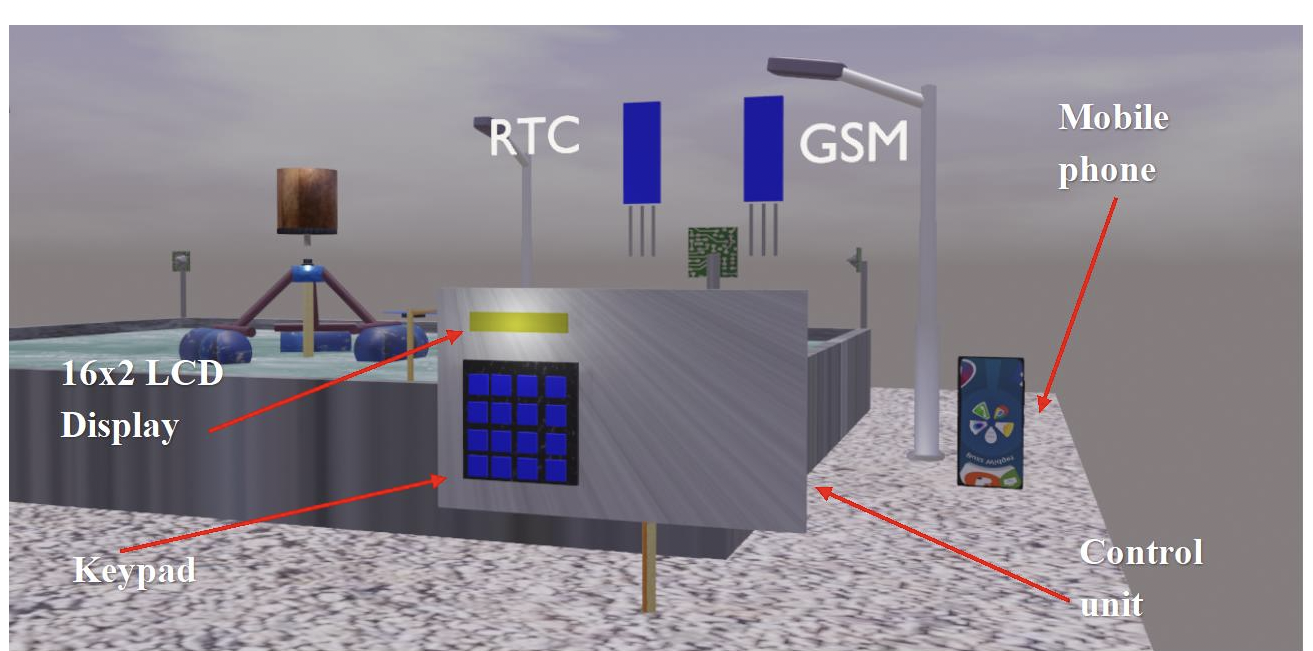 RTC
GSM
Mobile
phone
16x2 LCD
Display
Keypad
Control
unit